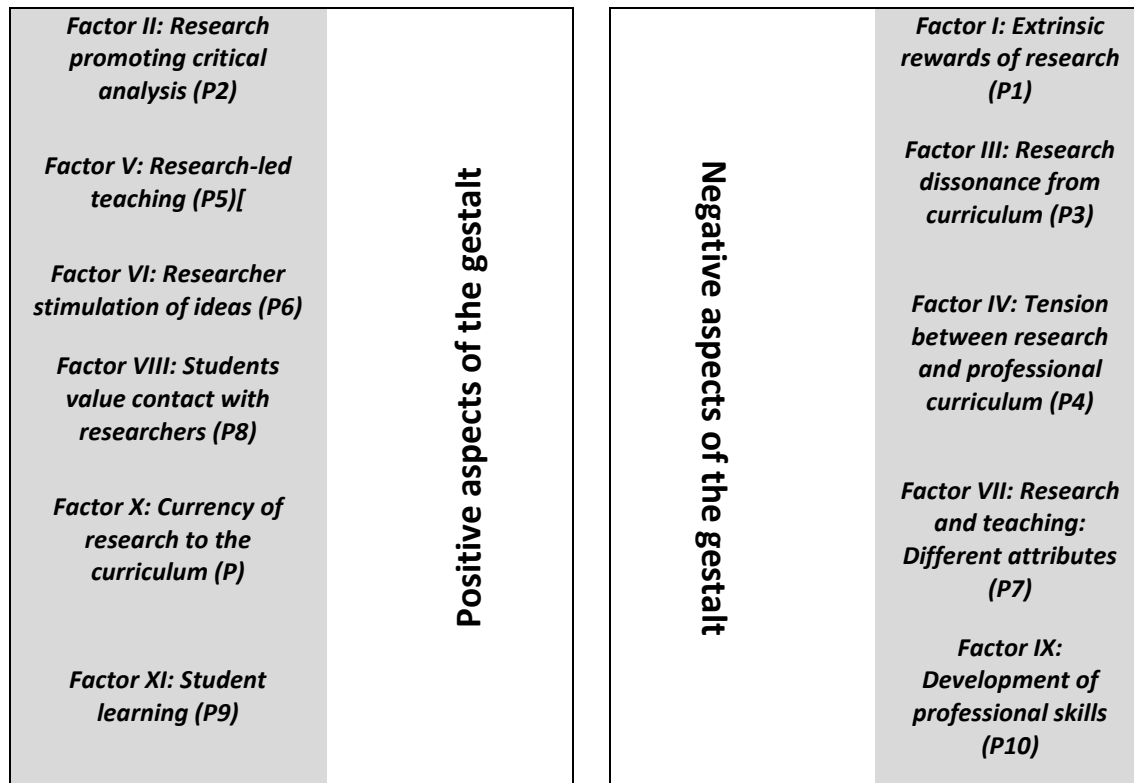 Factor II: Research
promoting critical
analysis (P2)
Factor V: Research-led
teaching (P5)[
Factor VI: Researcher
stimulation of ideas (P6)
Factor VIII: Students
value contact with
researchers (P8)
Factor X: Currency of
research to the
curriculum (P)
Factor XI: Student
learning (P9)
Positive aspects of the gestalt
Negative aspects of the gestalt
Factor I: Extrinsic
rewards of research
(P1)
Factor III: Research
dissonance from
curriculum (P3)
Factor IV: Tension
between research
and professional
curriculum (P4)
Factor VII: Research
and teaching:
Different attributes
(P7)
Factor IX:
Development of
professional skills
(P10)